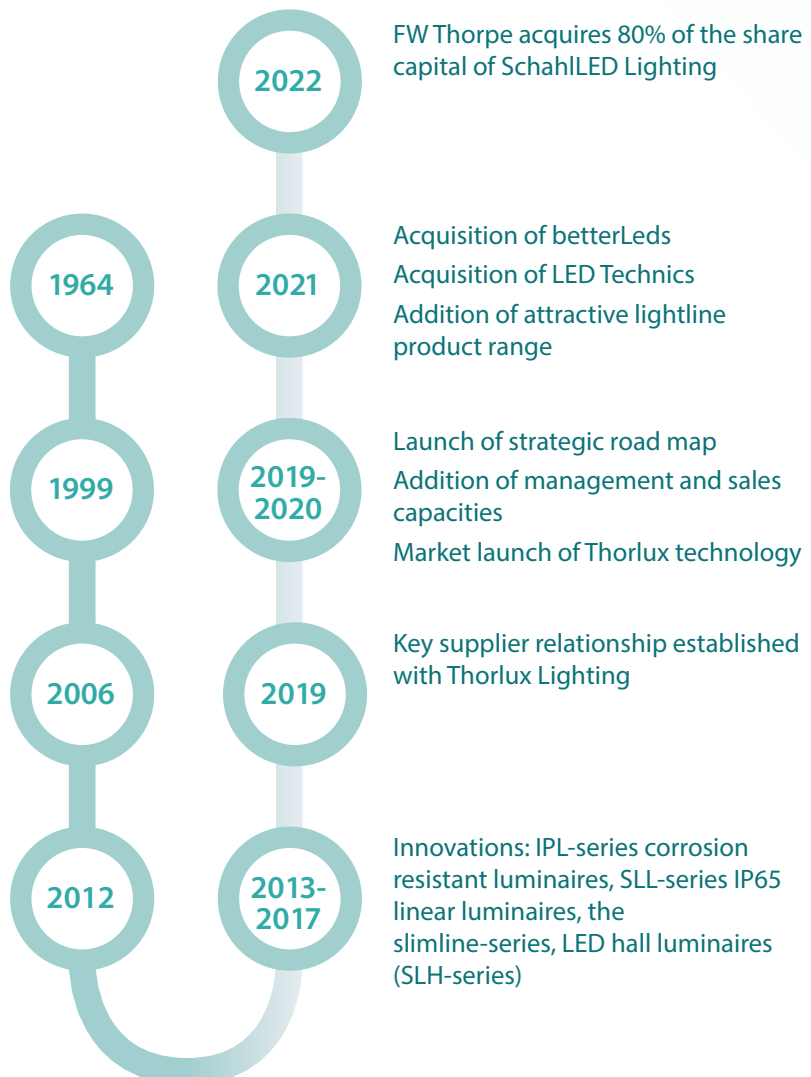 2022
FW Thorpe acquires 80% of the share
capital of SchahlLED Lighting
1964
2021
Acquisition of betterLeds
Acquisition of LED Technics
Addition of attractive lightline
product range
1999
2019-
2020
Launch of strategic road map
Addition of management and sales
capacities
Market launch of Thorlux technology
2006
2019
Key supplier relationship established
with Thorlux Lighting
2012
2013-
2017
Innovations: IPL-series corrosion
resistant luminaires, SLL-series IP65
linear luminaires, the
slimline-series, LED hall luminaires
(SLH-series)